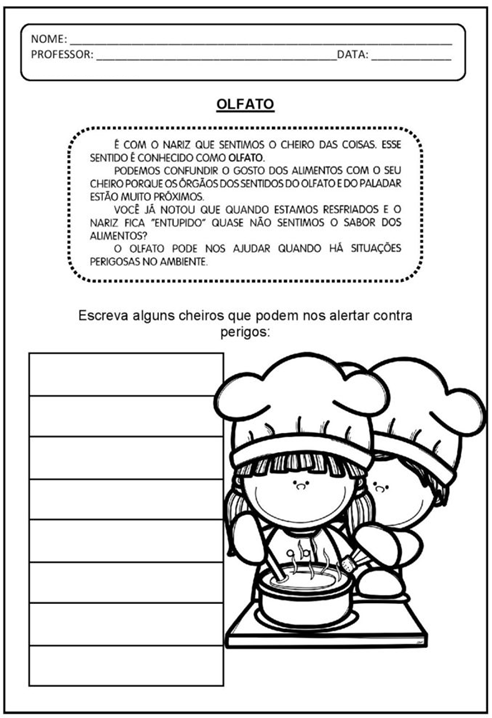 NOME: ___________________________________________________________
PROFESSOR: _____________________________________DATA: ____________
OLFATO
É COM O NARIZ QUE SENTIMOS O CHEIRO DAS COISAS. ESSE
SENTIDO É CONHECIDO COMO OLFATO.
PODEMOS CONFUNDIR O GOSTO DOS ALIMENTOS COM O SEU
CHEIRO PORQUE OS ÓRGÃOS DOS SENTIDOS DO OLFATO E DO PALADAR
ESTÃO MUITO PRÓXIMOS.
VOCÊ JÁ NOTOU QUE QUANDO ESTAMOS RESFRIADOS E O
NARIZ FICA "ENTUPIDO" QUASE NÃO SENTIMOS O SABOR DOS
ALIMENTOS?
O OLFATO PODE NOS AJUDAR QUANDO HÁ SITUAÇÕES
PERIGOSAS NO AMBIENTE.
Escreva alguns cheiros que podem nos alertar contra
perigos: